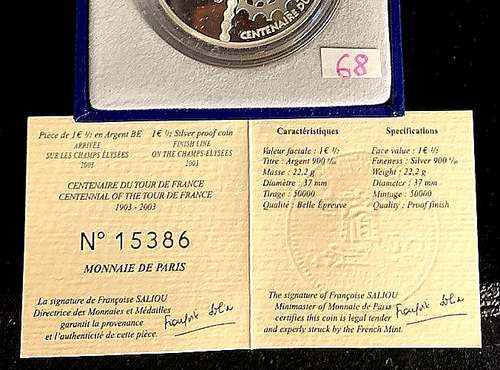 CENTENAIRE DU
68
Pièce de 1€ ½ en Argent BE
ARRIVÉE
SUR LES CHAMPS ELYSÉES
2003
1€ ½ Silver proof coin
FINISH LINE
ON THE CHAMPS-ELYSEES
2003
CENTENAIRE DU TOUR DE FRANCE
CENTENNIAL OF THE TOUR DE FRANCE
1903 - 2003
N° 15386
MONNAIE DE PARIS
La signature de Françoise SALIOU
Directrice des Monnaies et Médailles
garantit la provenance
et l'authenticité de cette pièce.
Caractéristiques
Valeur faciale : 1€ ½
Titre : Argent 900 ‰
Masse : 22,2 g
Diamètre : 37 mm
Tirage : 50000
Qualité : Belle Épreuve
Specifications
Face value : 1€ ½
Fineness : Silver 900 ‰
Weight : 22,2 g
Diameter : 37 mm
Mintage : 50000
Quality : Proof finish
The signature of Françoise SALIOU
Mintmaster of Monnaie de Paris
certifies this coin is legal tender
and experly struck by the French Mint.